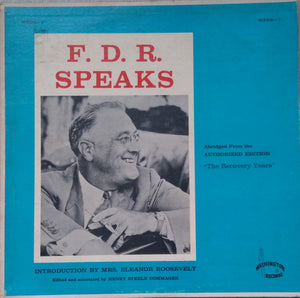 F. D. R.
SPEAKS
Abridged From the
AUTHORIZED EDITION
"The Recovery Years"
INTRODUCTION BY MRS. ELEANOR ROOSEVELT
Edited and annotated by HENRY STEELE COMMAGER
WASHINGTON
RECORDS